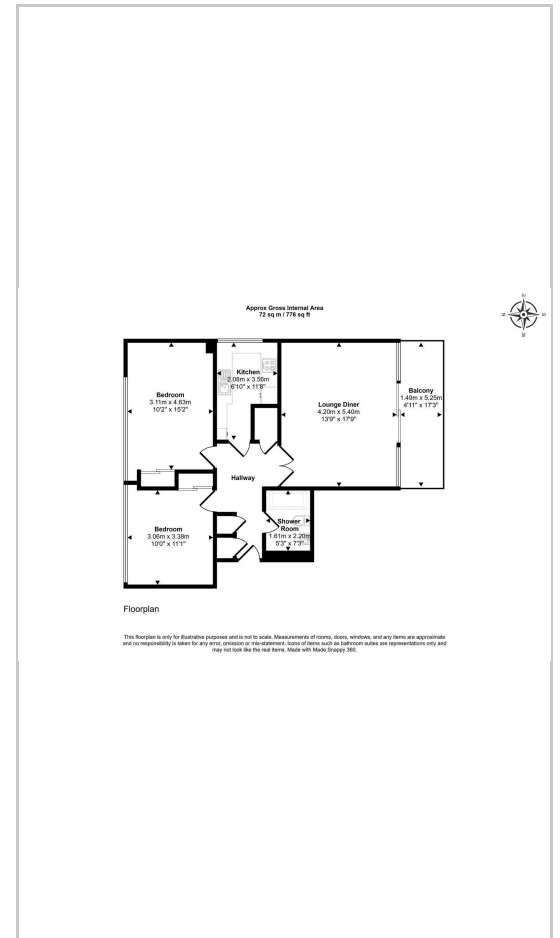 Approx Gross Internal Area
72 sq m / 776 sq ft
E
N
S
W
Kitchen
2.08m x 3.56m
6'10" x 11'8"
Bedroom
3.11m x 4.63m
10'2" x 15'2"
Lounge Diner
4.20m x 5.40m
13'9" x 17'9"
Balcony
1.49m x 5.25m
4'11" x 17'3"
Hallway
Bedroom
3.06m x 3.38m
10'0" x 11'1"
Shower
Room
1.61m x 2.20m
5'3" x 7'3"
Floorplan
This floorplan is only for illustrative purposes and is not to scale. Measurements of rooms, doors, windows, and any items are approximate
and no responsibility is taken for any error, omission or mis-statement. Icons of items such as bathroom suites are representations only and
may not look like the real items. Made with Made Snappy 360.